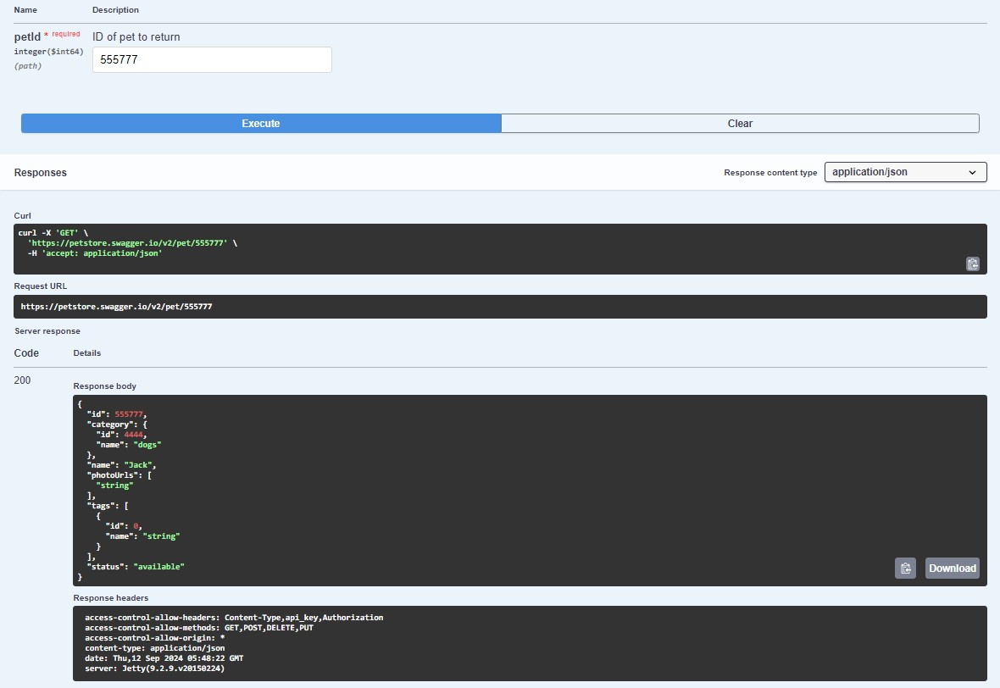 Name Description
petId * required ID of pet to return
integer($int64)
(path)
555777
Execute Clear
Responses Response content type application/json
Curl
curl -X 'GET' \
'https://petstore.swagger.io/v2/pet/555777' \
-H 'accept: application/json'
Request URL
https://petstore.swagger.io/v2/pet/555777
Server response
Code Details
200
Response body
{
"id": 555777,
"category": {
"id": 4444,
"name": "dogs"
},
"name": "Jack",
"photoUrls": [
"string"
],
"tags": [
{
"id": 0,
"name": "string"
}
],
"status": "available"
}
Download
Response headers
access-control-allow-headers: Content-Type,api_key,Authorization
access-control-allow-methods: GET,POST,DELETE,PUT
access-control-allow-origin: *
content-type: application/json
date: Thu,12 Sep 2024 05:48:22 GMT
server: Jetty(9.2.9.v20150224)